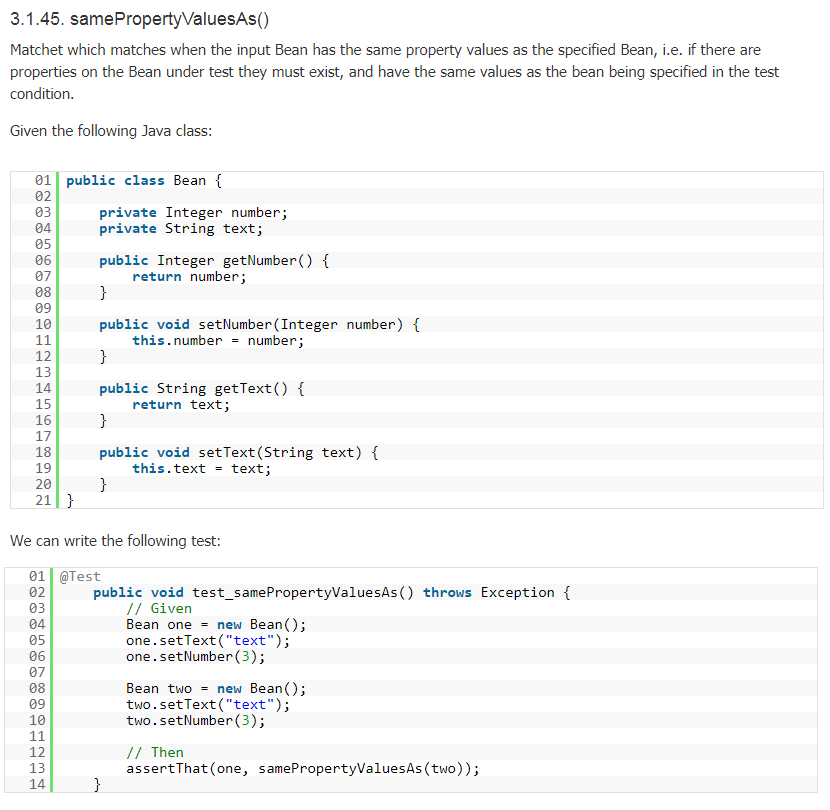 3.1.45. samePropertyValuesAs()
Matchet which matches when the input Bean has the same property values as the specified Bean, i.e. if there are
properties on the Bean under test they must exist, and have the same values as the bean being specified in the test
condition.
Given the following Java class:
01 public class Bean {
02
03     private Integer number;
04     private String text;
05
06     public Integer getNumber() {
07         return number;
08     }
09
10     public void setNumber(Integer number) {
11         this.number = number;
12     }
13
14     public String getText() {
15         return text;
16     }
17
18     public void setText(String text) {
19         this.text = text;
20     }
21 }
We can write the following test:
01 @Test
02     public void test_samePropertyValuesAs() throws Exception {
03         // Given
04         Bean one = new Bean();
05         one.setText("text");
06         one.setNumber(3);
07
08         Bean two = new Bean();
09         two.setText("text");
10         two.setNumber(3);
11
12         // Then
13         assertThat(one, samePropertyValuesAs(two));
14     }